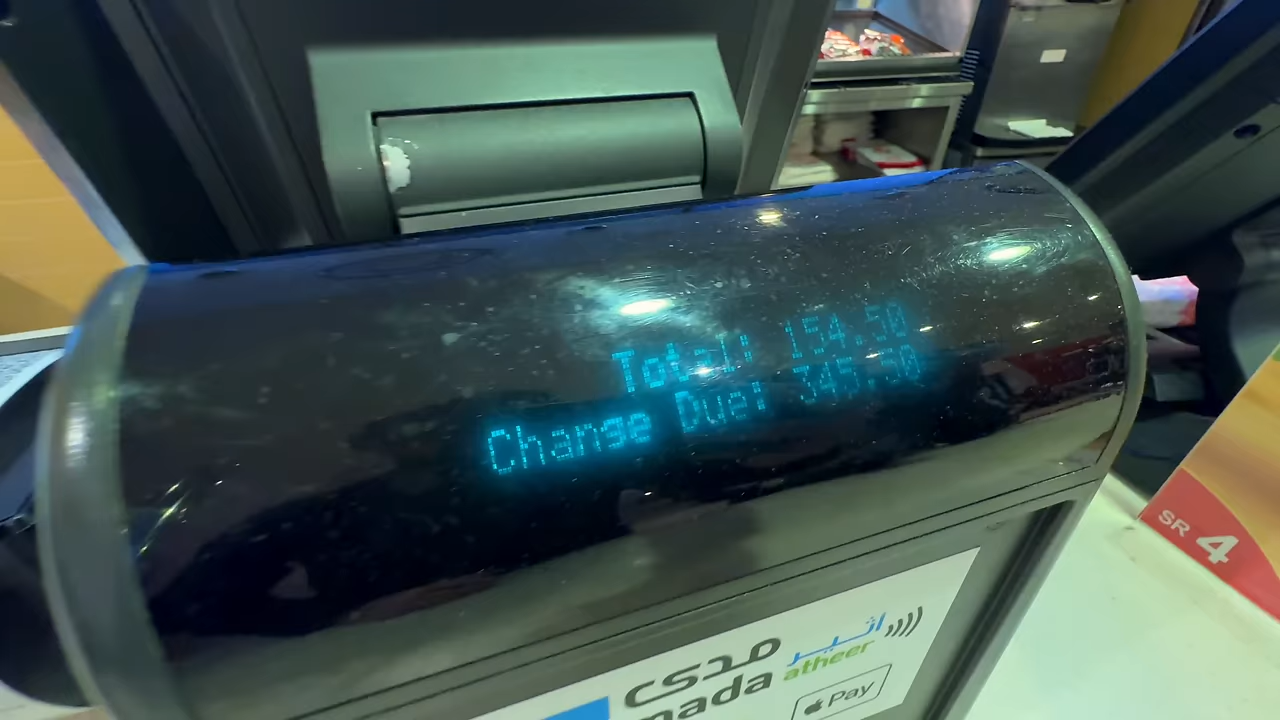 Total: 154.50
Change Due: 345.50
SR 4
مدى
mada
أثير
atheer
Pay